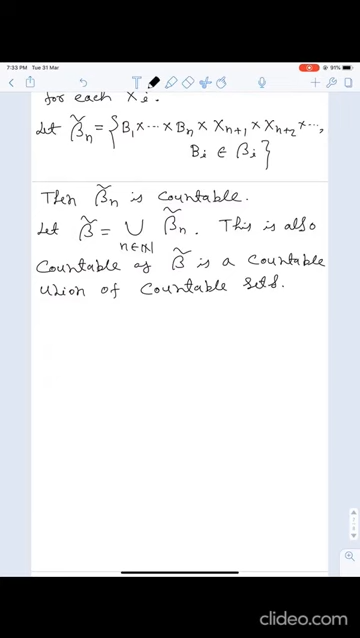 7:33 PM Tue 31 Mar
91%
for each Xi.
Let β̃n = { B1 × ⋯ × Bn × Xn+1 × Xn+2 × ⋯,
Bi ∈ βi }
Then β̃n is countable.
Let β̃ = ∪ β̃n. This is also
n∈ℕ
countable as β̃ is a countable
union of countable sets.
clideo.com